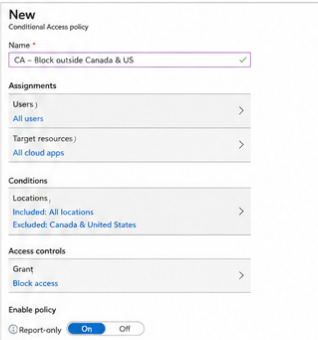 New
Conditional Access policy
Name *
CA – Block outside Canada & US
Assignments
Users )
All users
Target resources )
All cloud apps
Conditions
Locations )
Included: All locations
Excluded: Canada & United States
Access controls
Grant
Block access
Enable policy
Report-only On Off